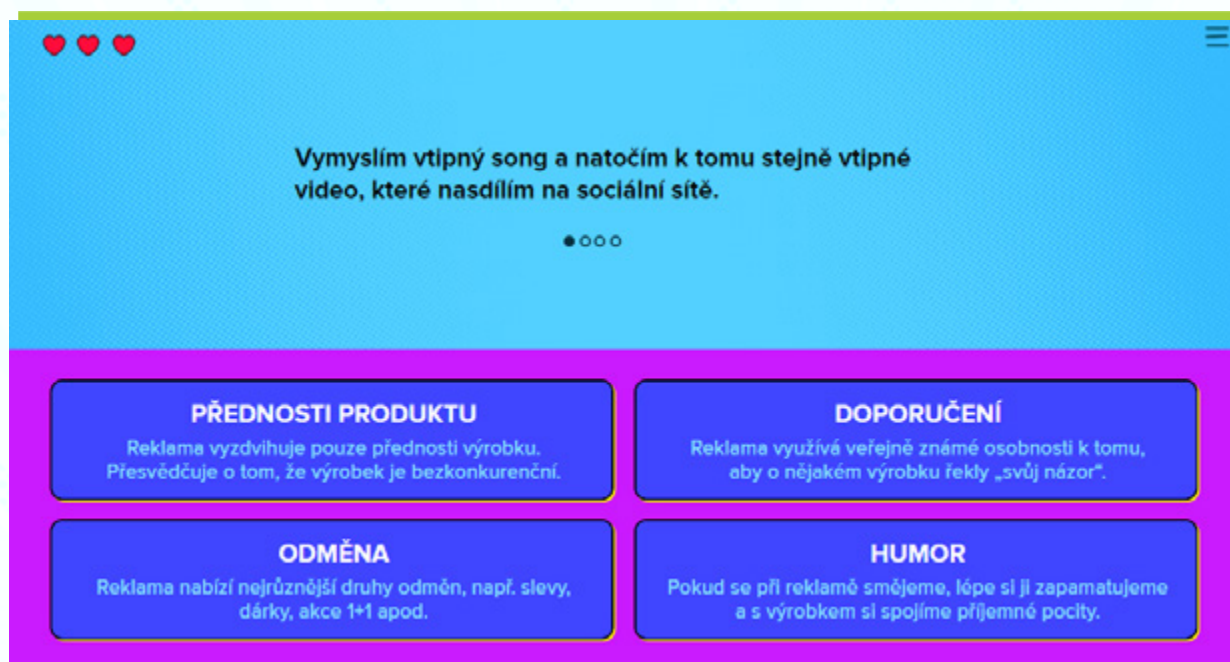 Vymyslím vtipný song a natočím k tomu stejně vtipné
video, které nasdílím na sociální sítě.
PŘEDNOSTI PRODUKTU
Reklama vyzdvihuje pouze přednosti výrobku.
Přesvědčuje o tom, že výrobek je bezkonkurenční.
DOPORUČENÍ
Reklama využívá veřejně známé osobnosti k tomu,
aby o nějakém výrobku řekly „svůj názor“.
ODMĚNA
Reklama nabízí nejrůznější druhy odměn, např. slevy,
dárky, akce 1+1 apod.
HUMOR
Pokud se při reklamě smějeme, lépe si ji zapamatujeme
a s výrobkem si spojíme příjemné pocity.